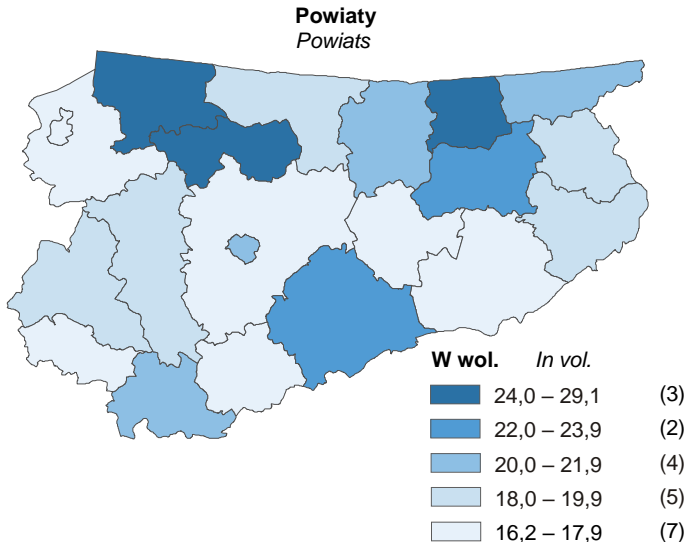 Powiaty
Powiats
W wol. In vol.
24,0 – 29,1 (3)
22,0 – 23,9 (2)
20,0 – 21,9 (4)
18,0 – 19,9 (5)
16,2 – 17,9 (7)